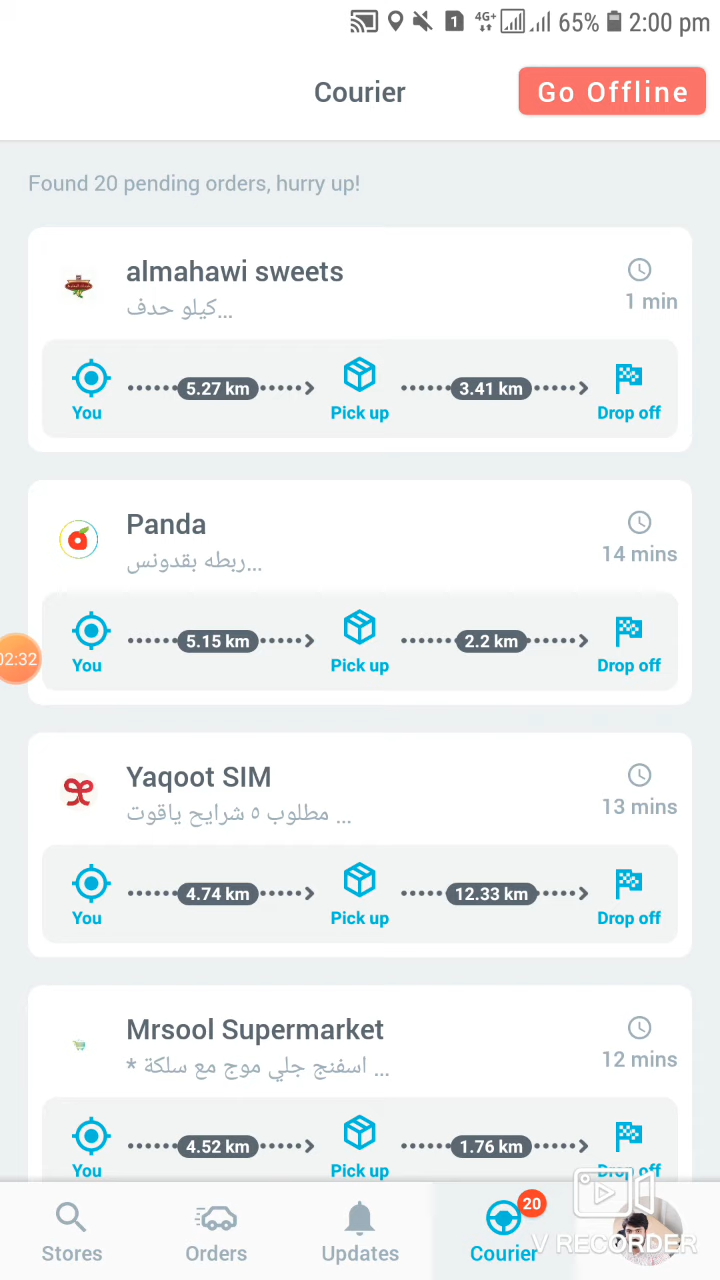 1 4G+ 65% 2:00 pm
Courier
Go Offline
Found 20 pending orders, hurry up!
almahawi sweets
كيلو حدف...
1 min
5.27 km
3.41 km
You
Pick up
Drop off
Panda
ربطه بقدونس...
14 mins
5.15 km
2.2 km
02:32
You
Pick up
Drop off
Yaqoot SIM
مطلوب ٥ شرايح ياقوت ...
13 mins
4.74 km
12.33 km
You
Pick up
Drop off
Mrsool Supermarket
* اسفنج جلي موج مع سلكة ...
12 mins
4.52 km
1.76 km
You
Pick up
Drop off
20
Stores
Orders
Updates
Courier
V RECORDER